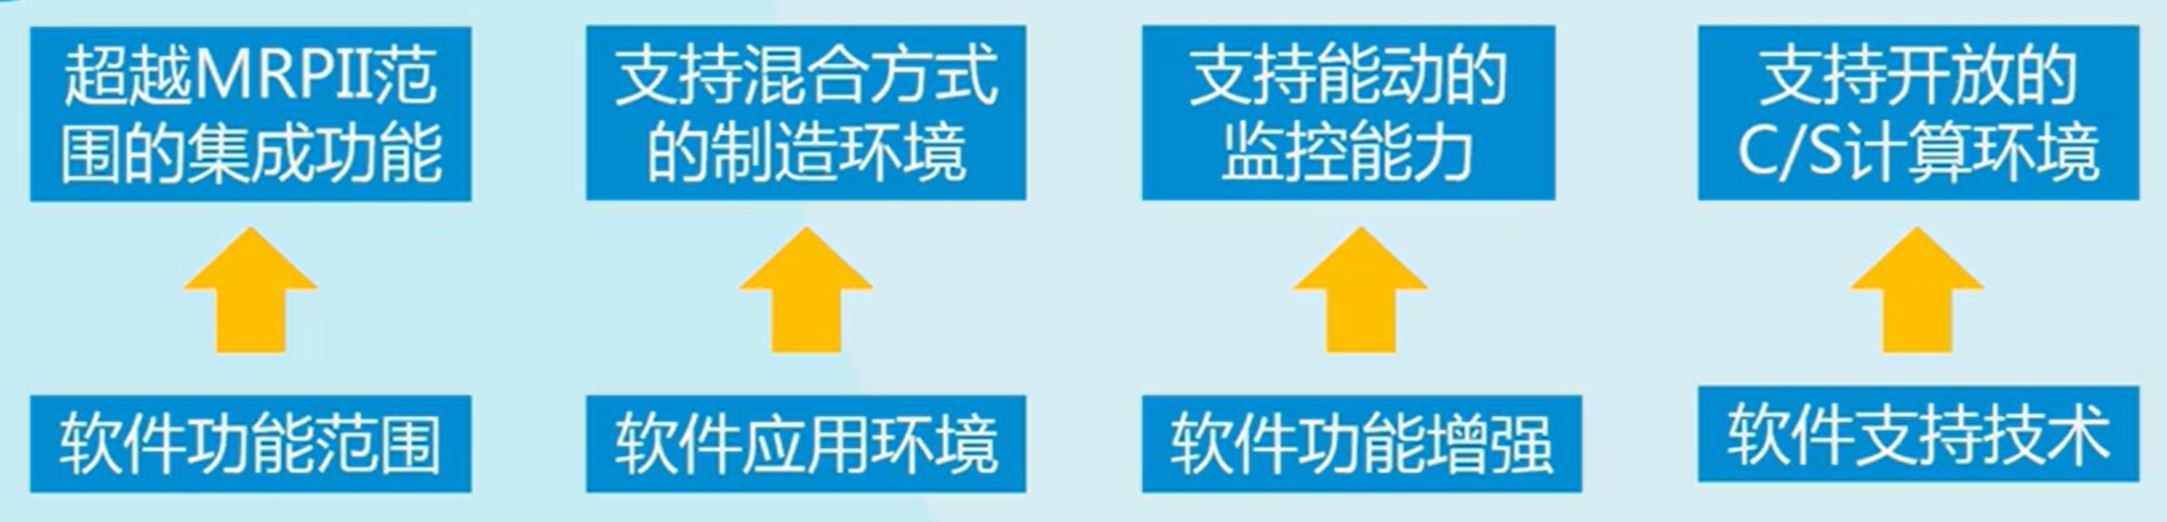 超越MRPII范
围的集成功能
支持混合方式
的制造环境
支持能动的
监控能力
支持开放的
C/S计算环境
软件功能范围
软件应用环境
软件功能增强
软件支持技术